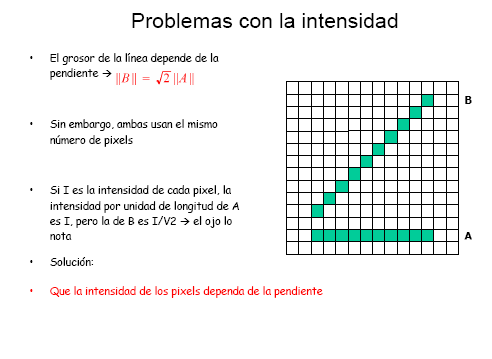 Problemas con la intensidad
• El grosor de la línea depende de la
pendiente → ‖B‖ = √2 ‖A‖
• Sin embargo, ambas usan el mismo
número de pixels
• Si I es la intensidad de cada pixel, la
intensidad por unidad de longitud de A
es I, pero la de B es I/V2 → el ojo lo
nota
• Solución:
• Que la intensidad de los pixels dependa de la pendiente
B
A